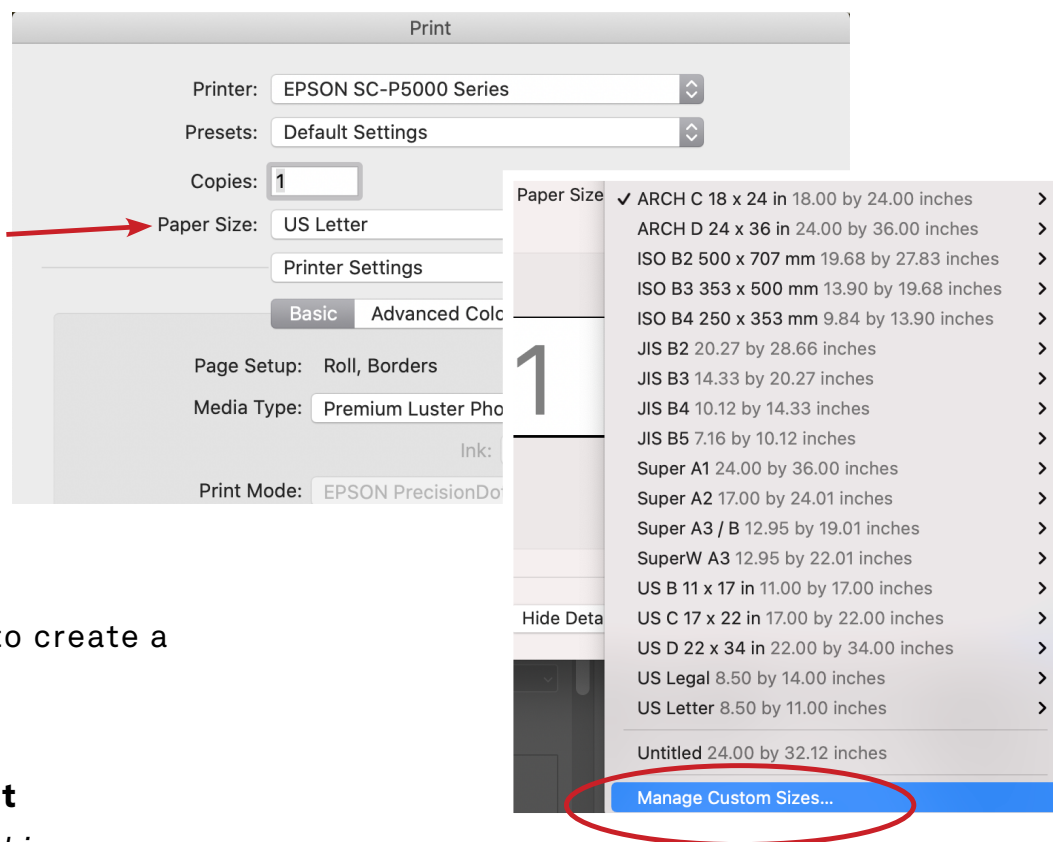 Print
Printer: EPSON SC-P5000 Series
Presets: Default Settings
Copies: 1
Paper Size: US Letter
Printer Settings
Basic Advanced Colo
Page Setup: Roll, Borders
Media Type: Premium Luster Pho
Ink:
Print Mode: EPSON PrecisionDo
to create a
t
Paper Size
✓ ARCH C 18 x 24 in 18.00 by 24.00 inches >
ARCH D 24 x 36 in 24.00 by 36.00 inches >
ISO B2 500 x 707 mm 19.68 by 27.83 inches >
ISO B3 353 x 500 mm 13.90 by 19.68 inches >
ISO B4 250 x 353 mm 9.84 by 13.90 inches >
JIS B2 20.27 by 28.66 inches >
JIS B3 14.33 by 20.27 inches >
JIS B4 10.12 by 14.33 inches >
JIS B5 7.16 by 10.12 inches >
Super A1 24.00 by 36.00 inches >
Super A2 17.00 by 24.01 inches >
Super A3 / B 12.95 by 19.01 inches >
SuperW A3 12.95 by 22.01 inches >
US B 11 x 17 in 11.00 by 17.00 inches >
US C 17 x 22 in 17.00 by 22.00 inches >
US D 22 x 34 in 22.00 by 34.00 inches >
US Legal 8.50 by 14.00 inches >
US Letter 8.50 by 11.00 inches >
Untitled 24.00 by 32.12 inches
Manage Custom Sizes...
1
Hide Deta